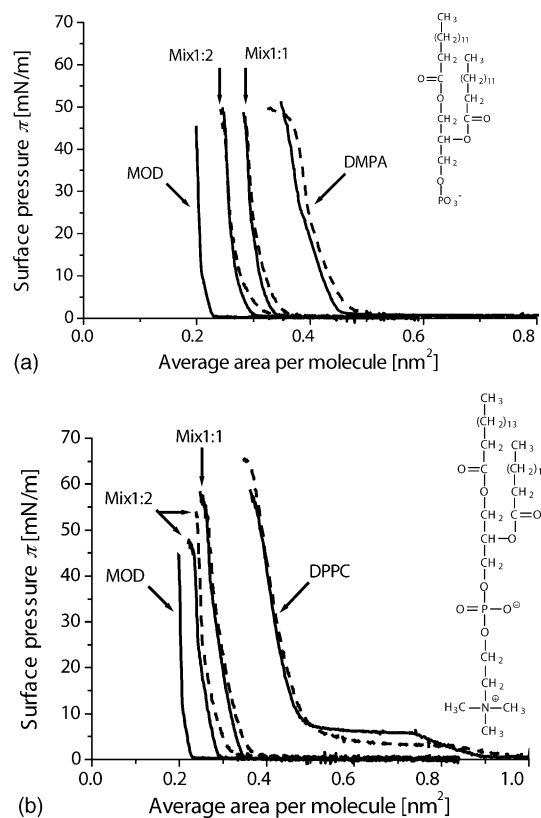 70
60
50
40
30
20
10
0
0.0
0.2
0.4
0.6
0.8
Surface pressure π [mN/m]
Average area per molecule [nm²]
(a)
Mix1:2
Mix1:1
MOD
DMPA
CH₃
(CH₂)₁₁
CH₂
CH₃
O
C
(CH₂)₁₁
O
CH₂
CH₂
C
O
CH
O
CH₂
O
PO₃⁻
70
60
50
40
30
20
10
0
0.0
0.2
0.4
0.6
0.8
1.0
Surface pressure π [mN/m]
Average area per molecule [nm²]
(b)
Mix1:1
Mix1:2
MOD
DPPC
CH₃
(CH₂)₁₃
CH₂
CH₃
O
C
(CH₂)₁
O
CH₂
CH₂
C
O
CH
O
CH₂
O
O
P
O⊖
O
CH₂
CH₂
⊕
H₃C
N
CH₃
CH₃